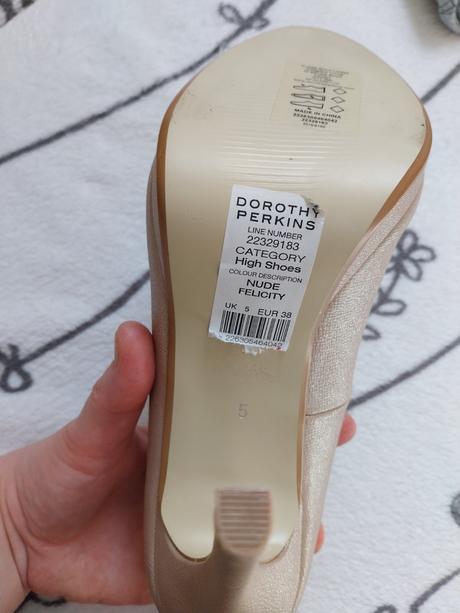 MADE IN CHINA
22329183
DOROTHY
PERKINS
LINE NUMBER
22329183
CATEGORY
High Shoes
COLOUR DESCRIPTION
NUDE
FELICITY
UK 5 EUR 38
5